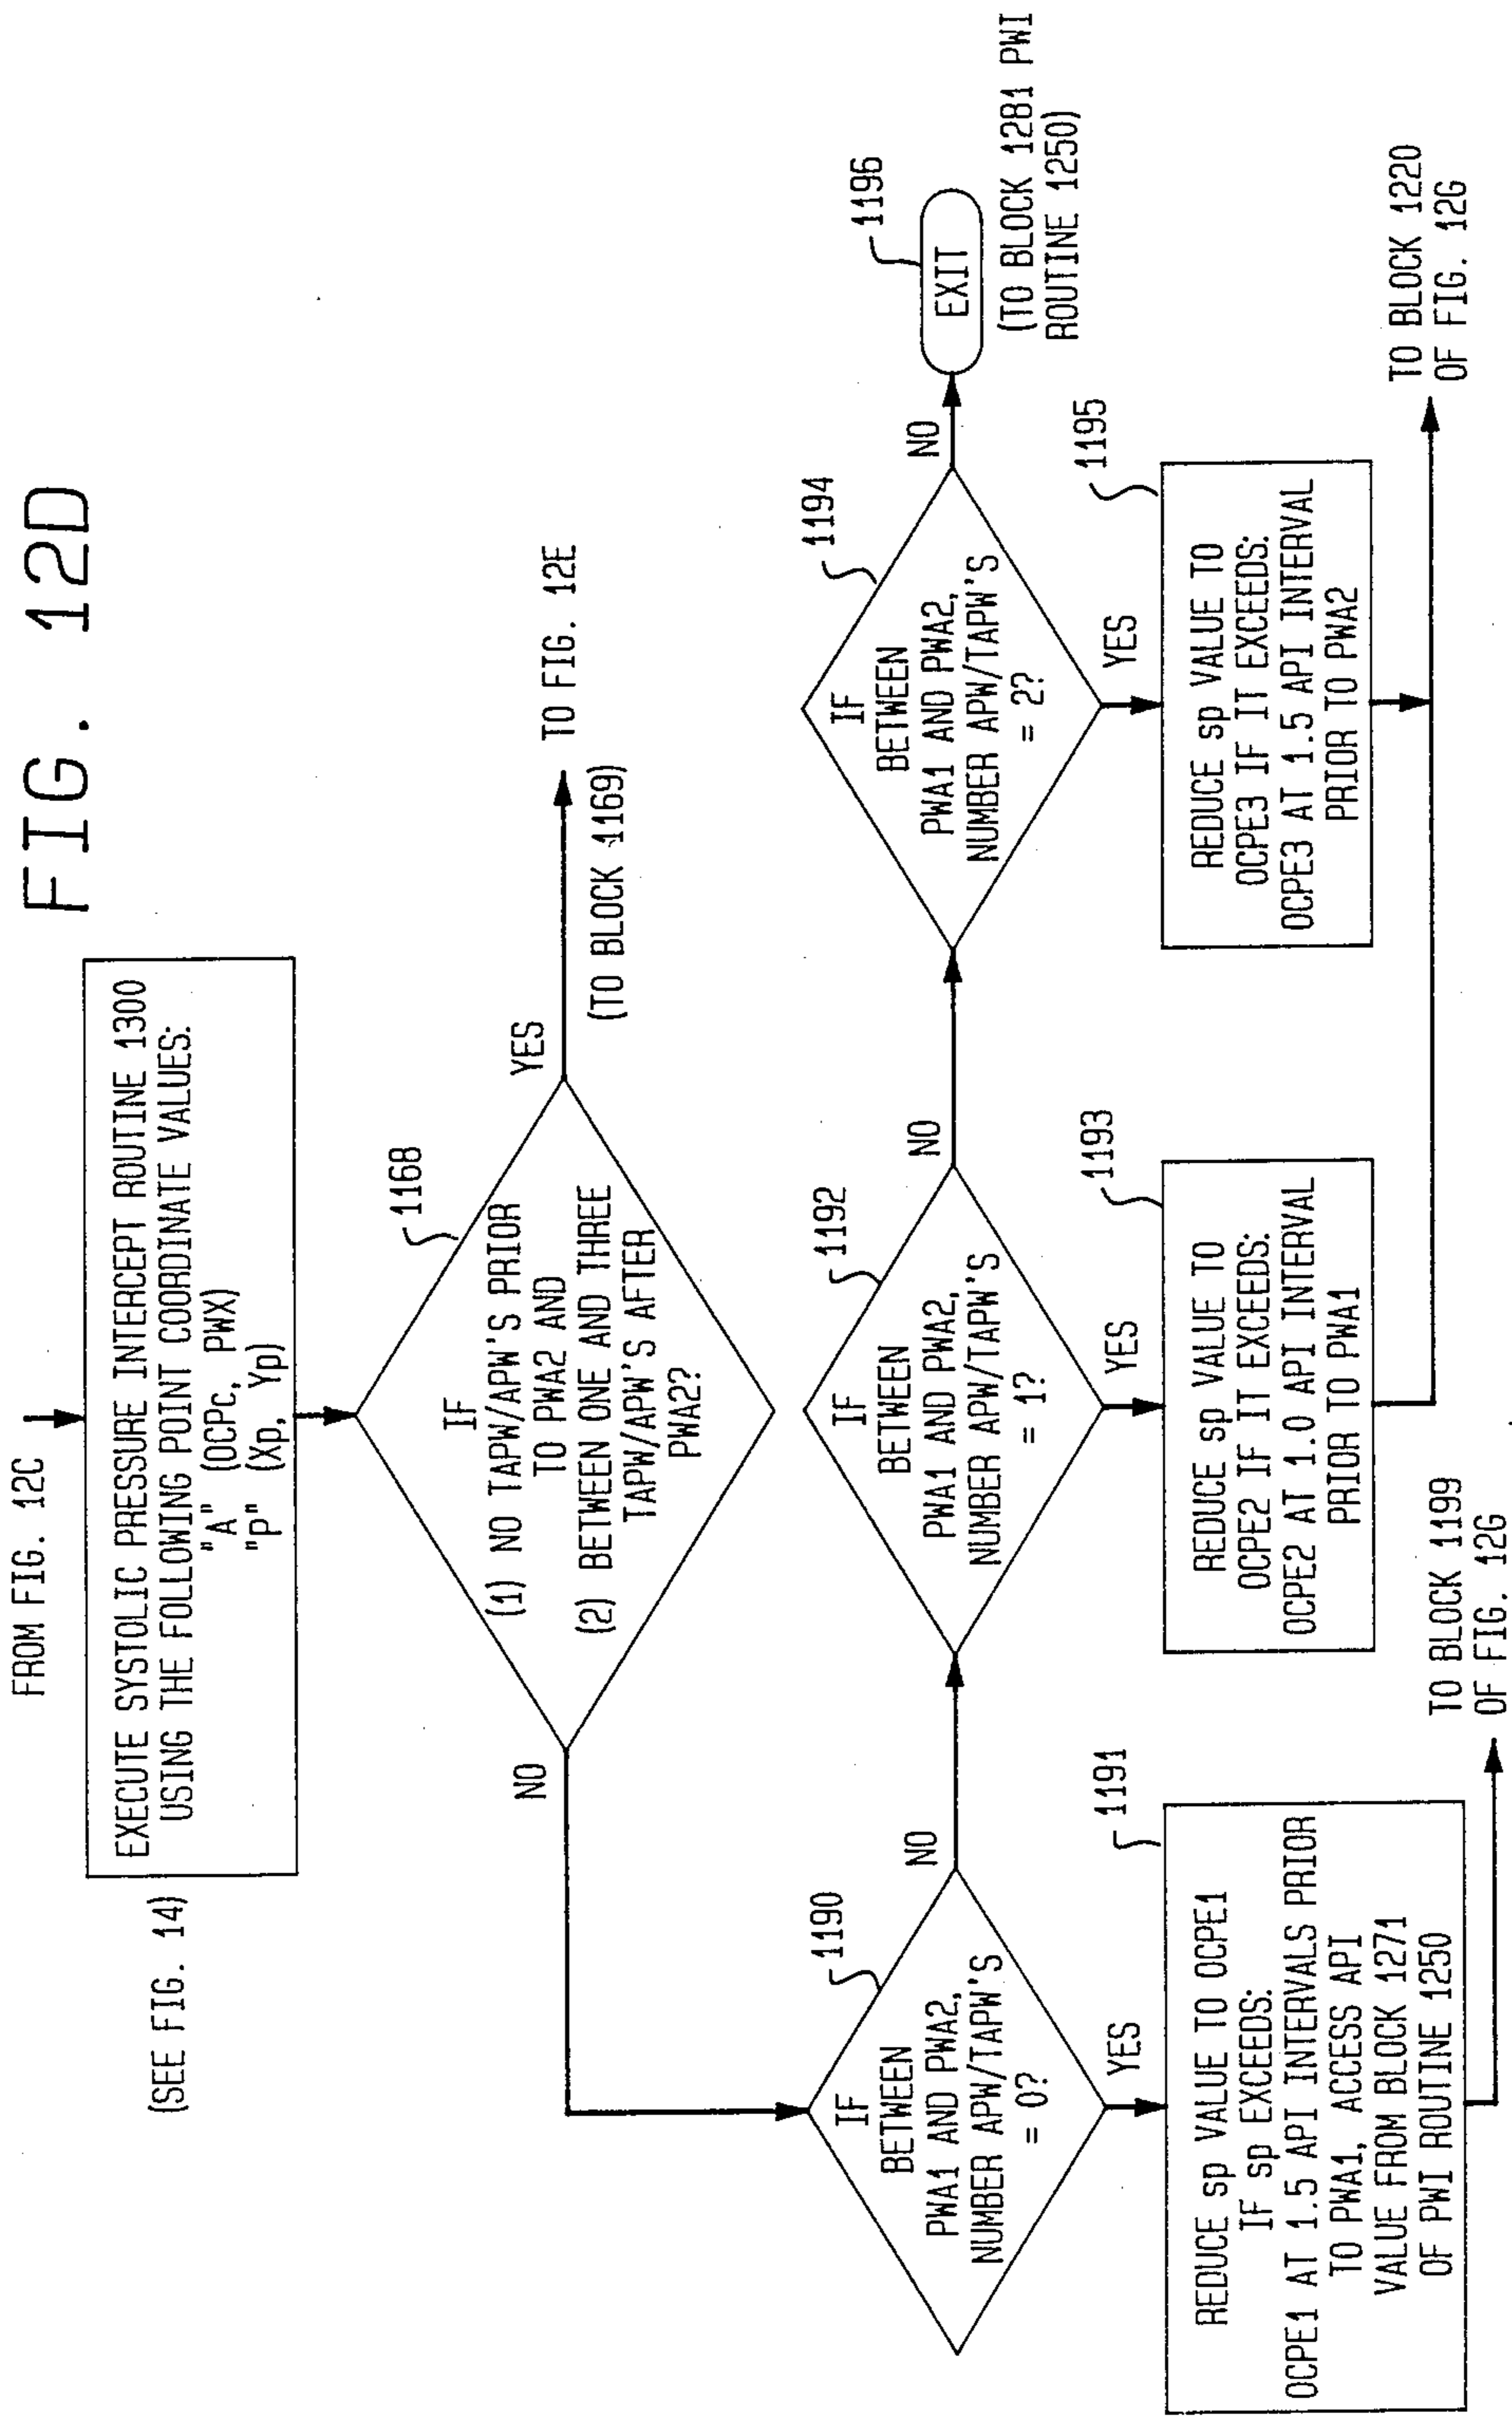 FIG. 12D
FROM FIG. 12C
(SEE FIG. 14)
EXECUTE SYSTOLIC PRESSURE INTERCEPT ROUTINE 1300
USING THE FOLLOWING POINT COORDINATE VALUES:
"A" (OCPc, PWX)
"p" (Xp, Yp)
1168
IF
(1) NO TAPW/APW'S PRIOR
TO PWA2 AND
(2) BETWEEN ONE AND THREE
TAPW/APW'S AFTER
PWA2?
YES
TO FIG. 12E
(TO BLOCK 1169)
NO
1190
IF
BETWEEN
PWA1 AND PWA2,
NUMBER APW/TAPW'S
= 0?
NO
YES
1191
REDUCE sp VALUE TO OCPE1
IF sp EXCEEDS:
OCPE1 AT 1.5 API INTERVALS PRIOR
TO PWA1, ACCESS API
VALUE FROM BLOCK 1271
OF PWI ROUTINE 1250
TO BLOCK 1199
OF FIG. 12G
1192
IF
BETWEEN
PWA1 AND PWA2,
NUMBER APW/TAPW'S
= 1?
NO
YES
1193
REDUCE sp VALUE TO
OCPE2 IF IT EXCEEDS:
OCPE2 AT 1.0 API INTERVAL
PRIOR TO PWA1
1194
IF
BETWEEN
PWA1 AND PWA2,
NUMBER APW/TAPW'S
= 2?
NO
YES
1195
REDUCE sp VALUE TO
OCPE3 IF IT EXCEEDS:
OCPE3 AT 1.5 API INTERVAL
PRIOR TO PWA2
1196
EXIT
(TO BLOCK 1281 PWI
ROUTINE 1250)
TO BLOCK 1220
OF FIG. 12G